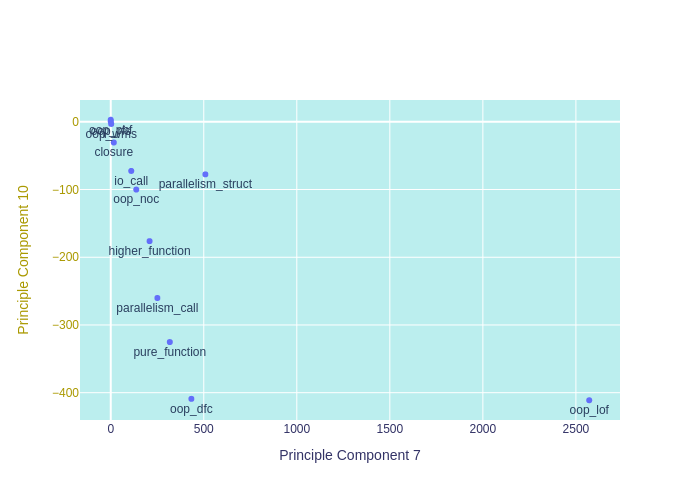 0
−100
−200
−300
−400
Principle Component 10
oop_wms
closure
io_call
parallelism_struct
oop_noc
higher_function
parallelism_call
pure_function
oop_dfc
oop_lof
0
500
1000
1500
2000
2500
Principle Component 7